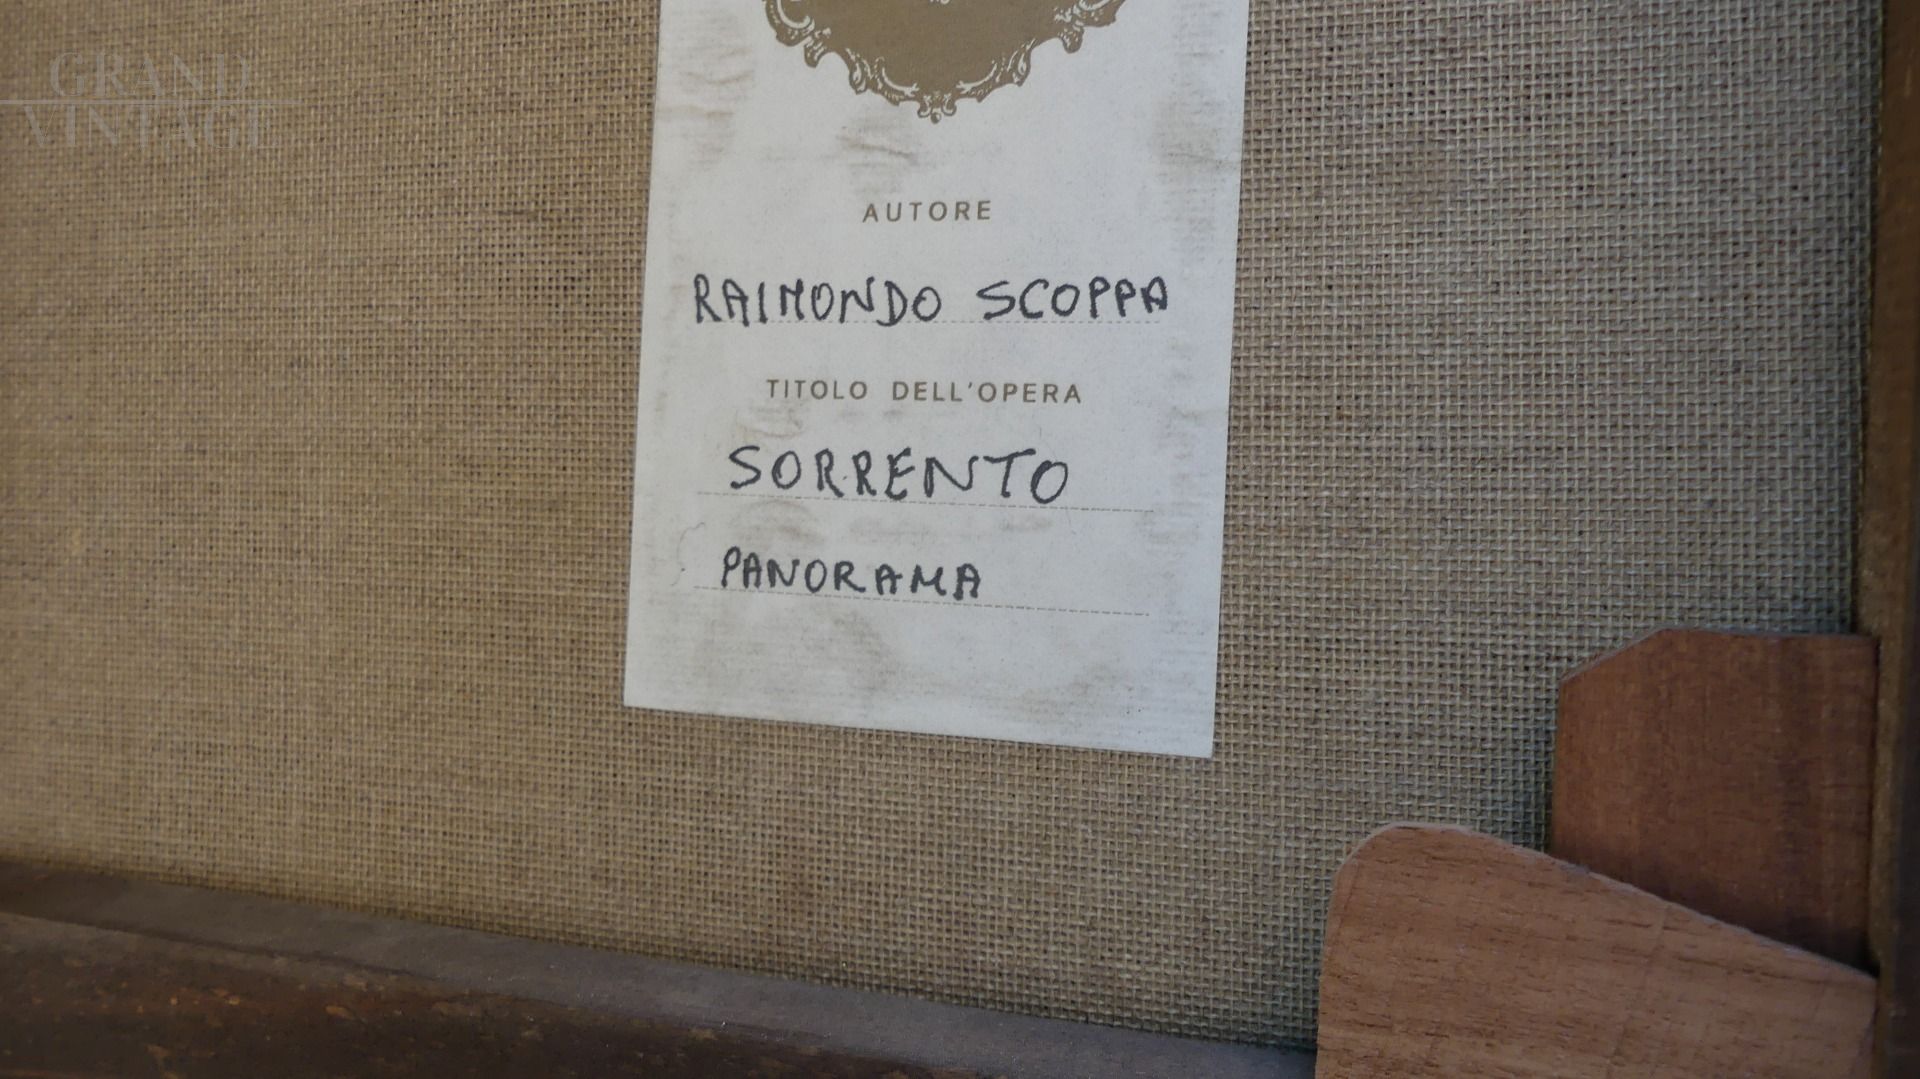 GRAND
VINTAGE
AUTORE
RAIMONDO SCOPPA
TITOLO DELL'OPERA
SORRENTO
PANORAMA